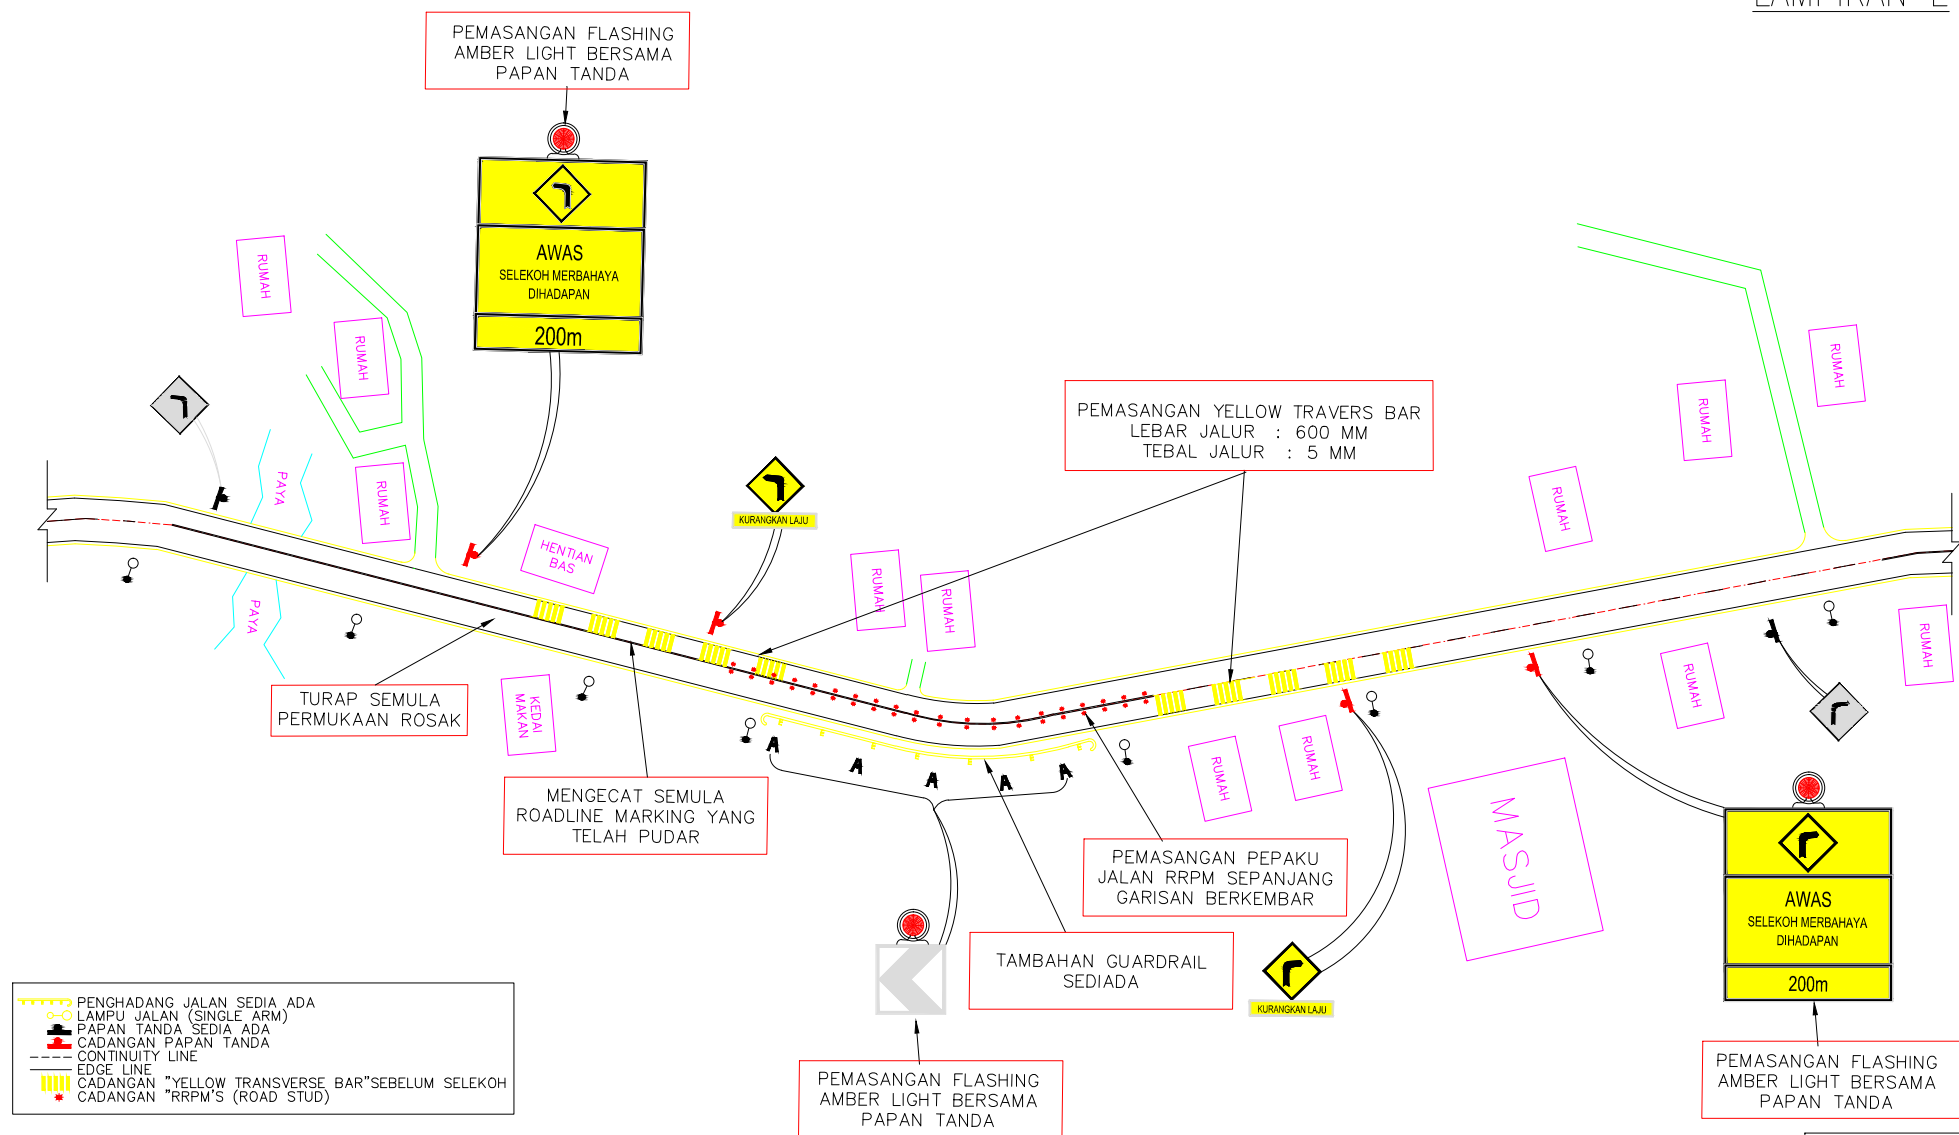 LAMPIRAN E
PEMASANGAN FLASHING
AMBER LIGHT BERSAMA
PAPAN TANDA
AWAS
SELEKOH MERBAHAYA
DIHADAPAN
200m
RUMAH
RUMAH
RUMAH
PAYA
PAYA
HENTIAN
BAS
KURANGKAN LAJU
PEMASANGAN YELLOW TRAVERS BAR
LEBAR JALUR : 600 MM
TEBAL JALUR : 5 MM
RUMAH
RUMAH
RUMAH
RUMAH
RUMAH
RUMAH
RUMAH
TURAP SEMULA
PERMUKAAN ROSAK
KEDAI
MAKAN
MENGECAT SEMULA
ROADLINE MARKING YANG
TELAH PUDAR
RUMAH
RUMAH
RUMAH
MASJID
PEMASANGAN PEPAKU
JALAN RRPM SEPANJANG
GARISAN BERKEMBAR
TAMBAHAN GUARDRAIL
SEDIADA
KURANGKAN LAJU
AWAS
SELEKOH MERBAHAYA
DIHADAPAN
200m
PEMASANGAN FLASHING
AMBER LIGHT BERSAMA
PAPAN TANDA
PEMASANGAN FLASHING
AMBER LIGHT BERSAMA
PAPAN TANDA
PENGHADANG JALAN SEDIA ADA
LAMPU JALAN (SINGLE ARM)
PAPAN TANDA SEDIA ADA
CADANGAN PAPAN TANDA
CONTINUITY LINE
EDGE LINE
CADANGAN "YELLOW TRANSVERSE BAR"SEBELUM SELEKOH
CADANGAN "RRPM'S (ROAD STUD)